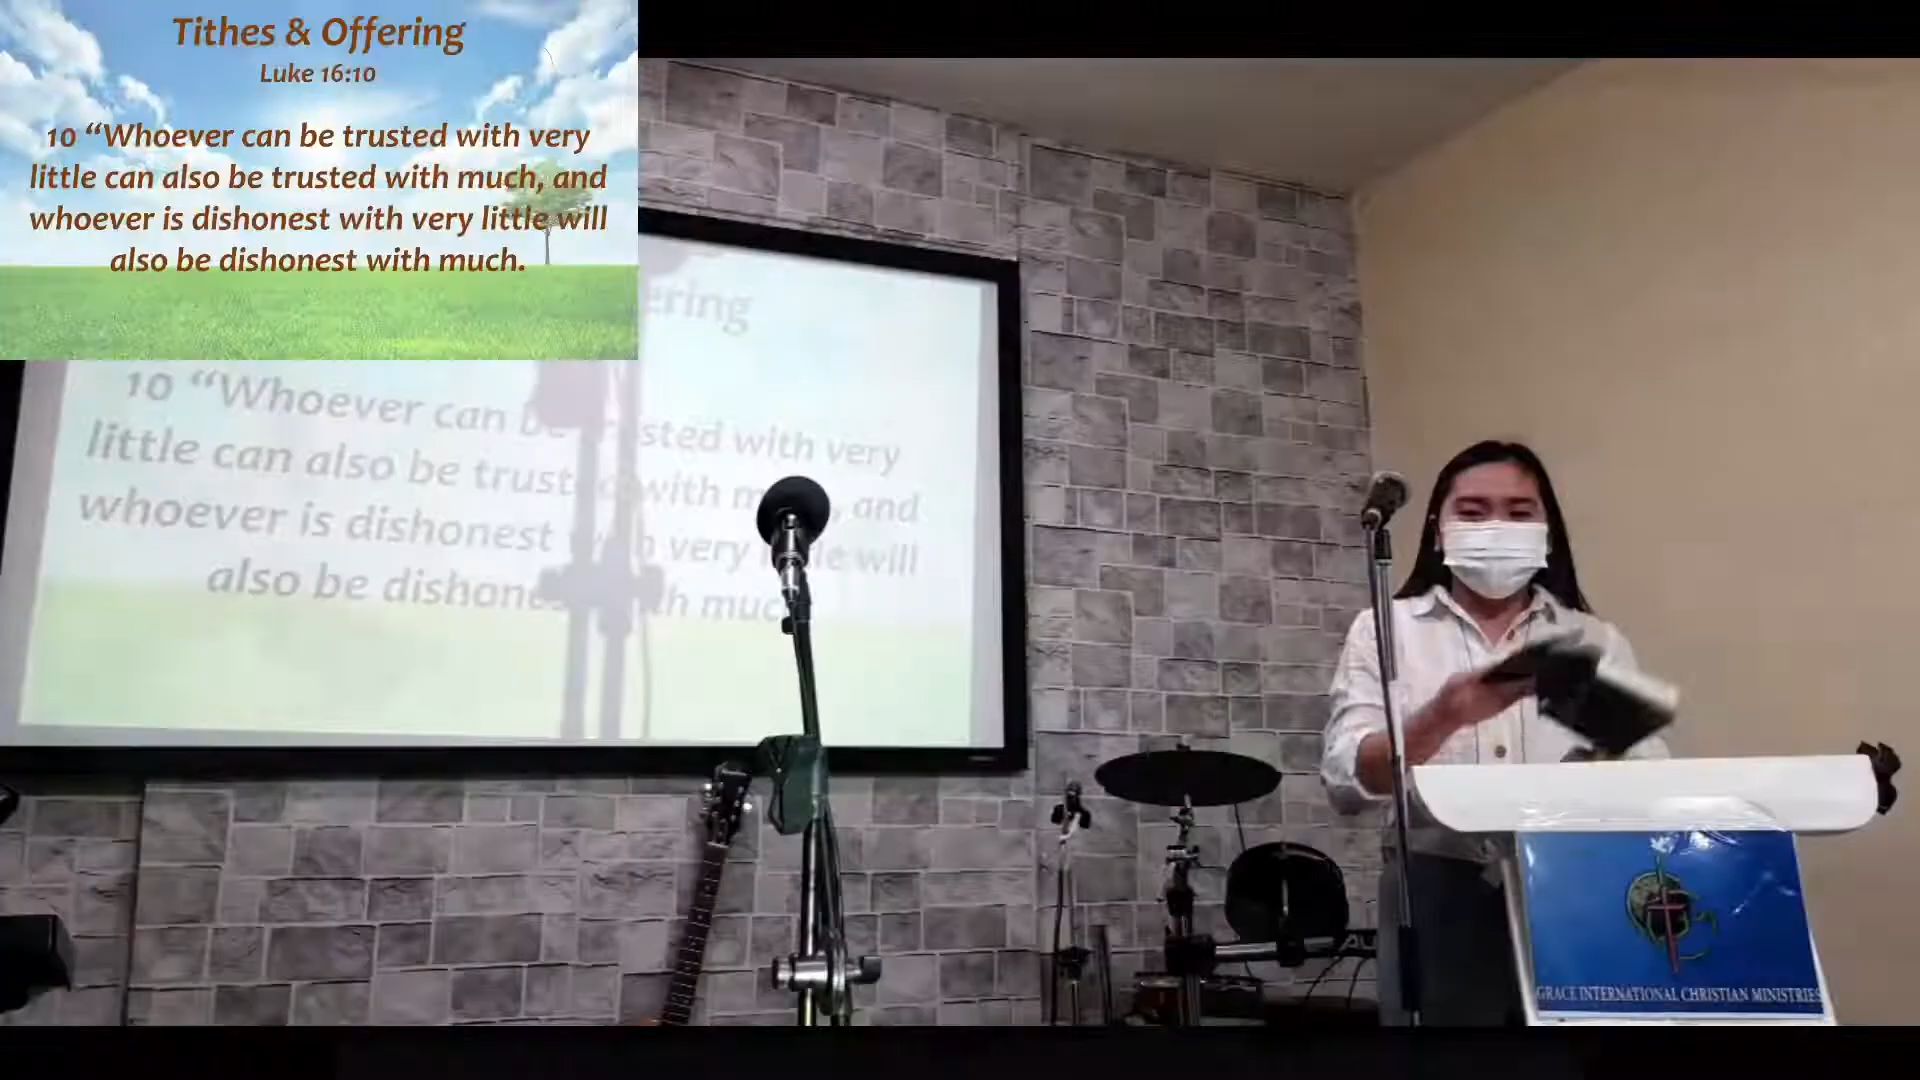 Tithes & Offering
Luke 16:10
10 “Whoever can be trusted with very
little can also be trusted with much, and
whoever is dishonest with very little will
also be dishonest with much.
ering
10 “Whoever can be sted with very
little can also be trust with and
whoever is dishonest very will
also be much
GRACE INTERNATIONAL CHRISTIAN MINISTRIES